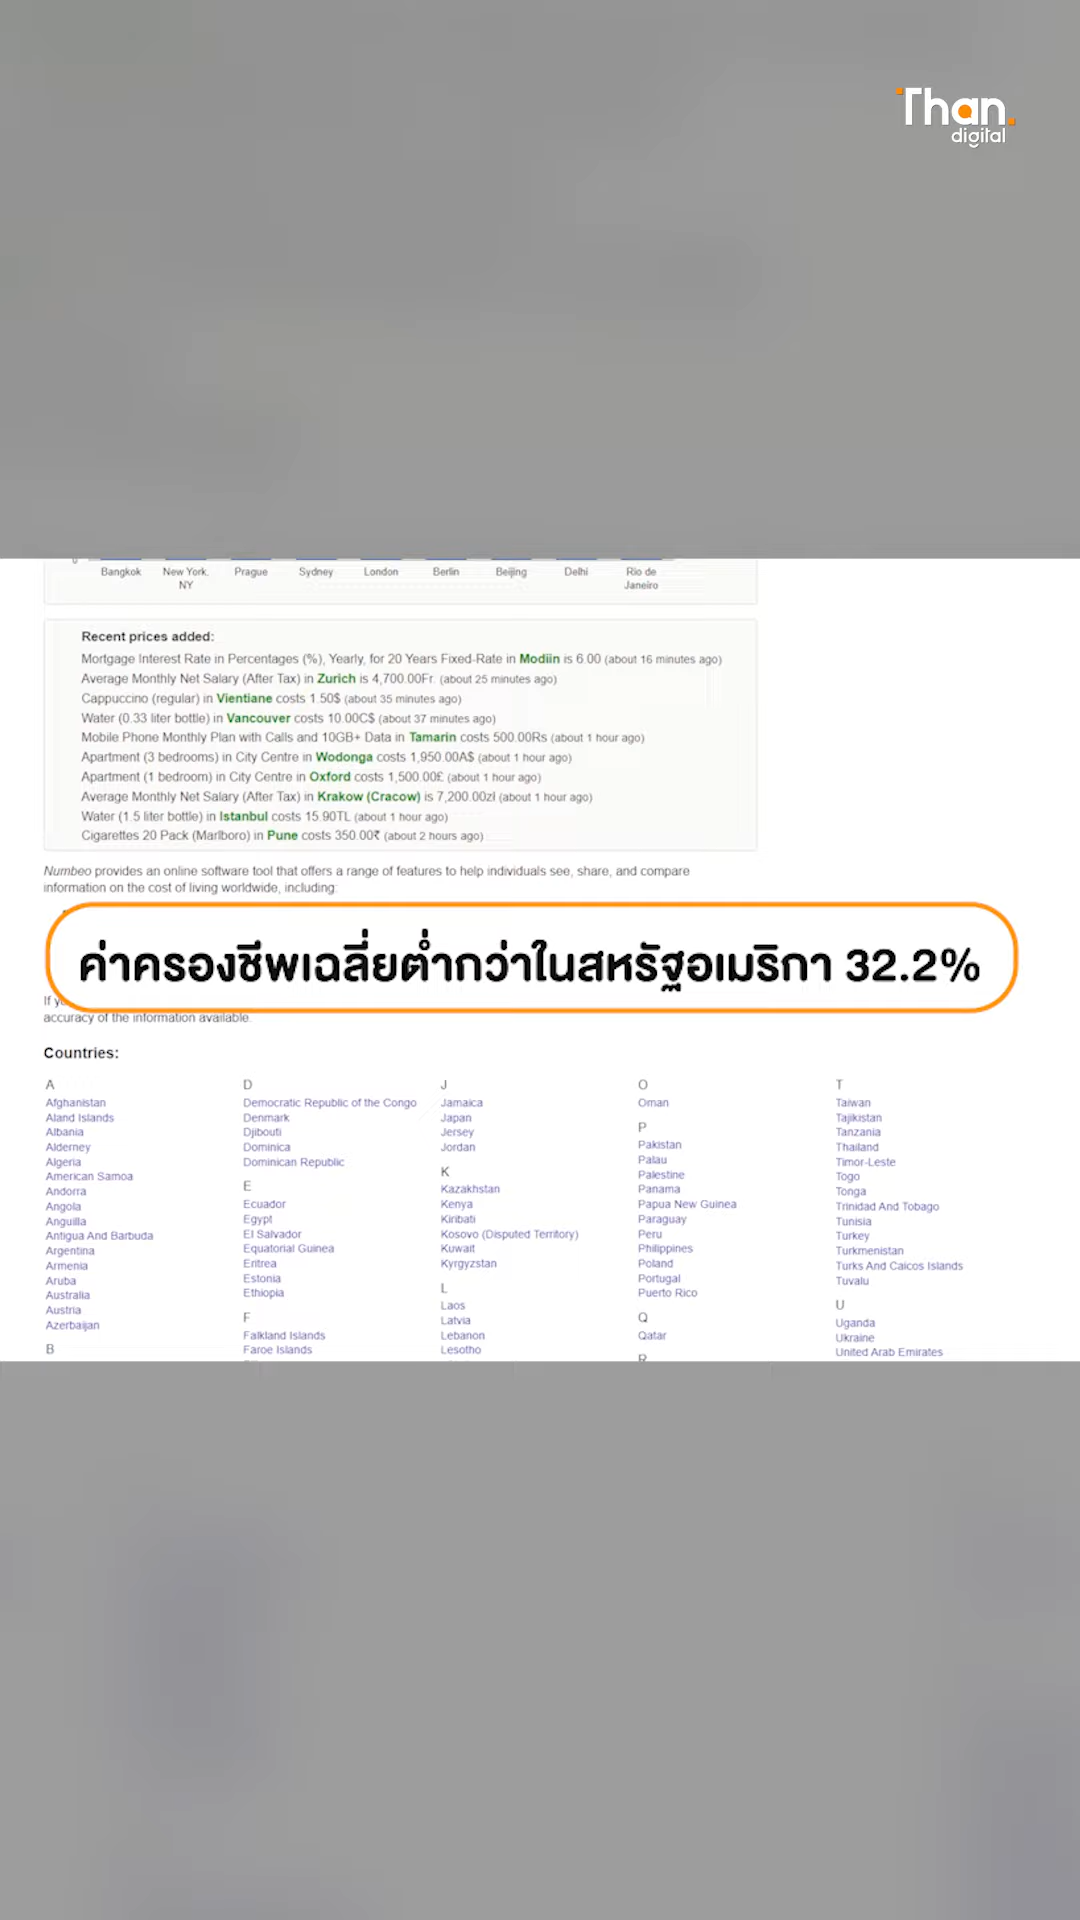 Than.
digital
0
Bangkok
New York, NY
Prague
Sydney
London
Berlin
Beijing
Delhi
Rio de Janeiro
Recent prices added:
Mortgage Interest Rate in Percentages (%), Yearly, for 20 Years Fixed-Rate in Modiin is 6.00 (about 16 minutes ago)
Average Monthly Net Salary (After Tax) in Zurich is 4,700.00Fr. (about 25 minutes ago)
Cappuccino (regular) in Vientiane costs 1.50$ (about 35 minutes ago)
Water (0.33 liter bottle) in Vancouver costs 10.00C$ (about 37 minutes ago)
Mobile Phone Monthly Plan with Calls and 10GB+ Data in Tamarin costs 500.00Rs (about 1 hour ago)
Apartment (3 bedrooms) in City Centre in Wodonga costs 1,950.00A$ (about 1 hour ago)
Apartment (1 bedroom) in City Centre in Oxford costs 1,500.00£ (about 1 hour ago)
Average Monthly Net Salary (After Tax) in Krakow (Cracow) is 7,200.00zł (about 1 hour ago)
Water (1.5 liter bottle) in Istanbul costs 15.90TL (about 1 hour ago)
Cigarettes 20 Pack (Marlboro) in Pune costs 350.00₹ (about 2 hours ago)
Numbeo provides an online software tool that offers a range of features to help individuals see, share, and compare
information on the cost of living worldwide, including:
ค่าครองชีพเฉลี่ยต่ำกว่าในสหรัฐอเมริกา 32.2%
If
accuracy of the information available.
Countries:
A
Afghanistan
Aland Islands
Albania
Alderney
Algeria
American Samoa
Andorra
Angola
Anguilla
Antigua And Barbuda
Argentina
Armenia
Aruba
Australia
Austria
Azerbaijan
B
D
Democratic Republic of the Congo
Denmark
Djibouti
Dominica
Dominican Republic
E
Ecuador
Egypt
El Salvador
Equatorial Guinea
Eritrea
Estonia
Ethiopia
F
Falkland Islands
Faroe Islands
J
Jamaica
Japan
Jersey
Jordan
K
Kazakhstan
Kenya
Kiribati
Kosovo (Disputed Territory)
Kuwait
Kyrgyzstan
L
Laos
Latvia
Lebanon
Lesotho
O
Oman
P
Pakistan
Palau
Palestine
Panama
Papua New Guinea
Paraguay
Peru
Philippines
Poland
Portugal
Puerto Rico
Q
Qatar
R
T
Taiwan
Tajikistan
Tanzania
Thailand
Timor-Leste
Togo
Tonga
Trinidad And Tobago
Tunisia
Turkey
Turkmenistan
Turks And Caicos Islands
Tuvalu
U
Uganda
Ukraine
United Arab Emirates